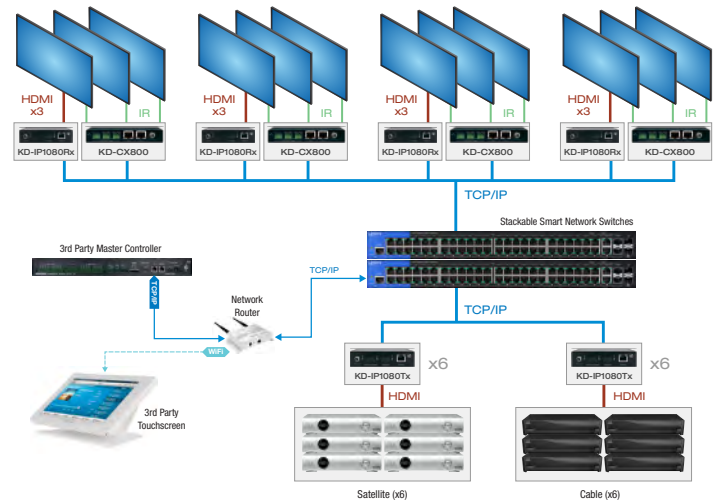 HDMI
x3
IR
HDMI
x3
IR
HDMI
x3
IR
HDMI
x3
IR
KD-IP1080Rx
KD-CX800
KD-IP1080Rx
KD-CX800
KD-IP1080Rx
KD-CX800
KD-IP1080Rx
KD-CX800
TCP/IP
Stackable Smart Network Switches
3rd Party Master Controller
TCP/IP
TCP/IP
Network
Router
WiFi
TCP/IP
KD-IP1080Tx
x6
KD-IP1080Tx
x6
HDMI
HDMI
3rd Party
Touchscreen
Satellite (x6)
Cable (x6)